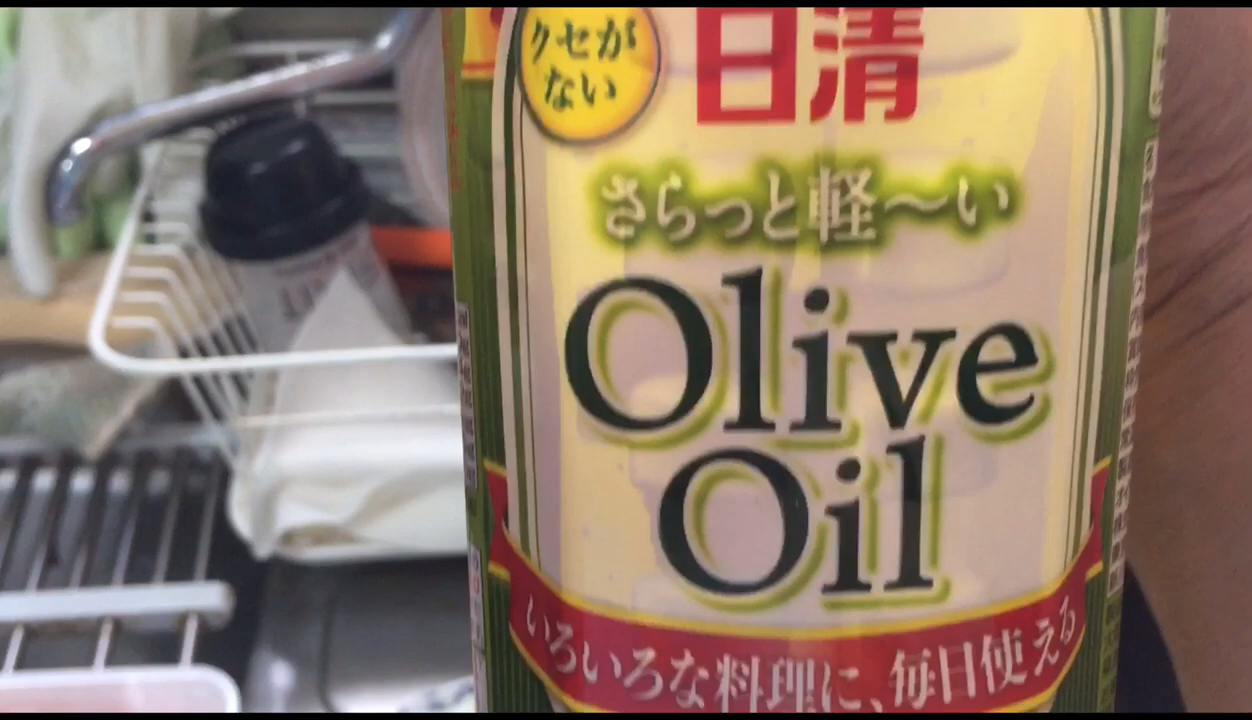 クセが
ない
日清
さらっと軽〜い
Olive
Oil
いろいろな料理に、毎日使える